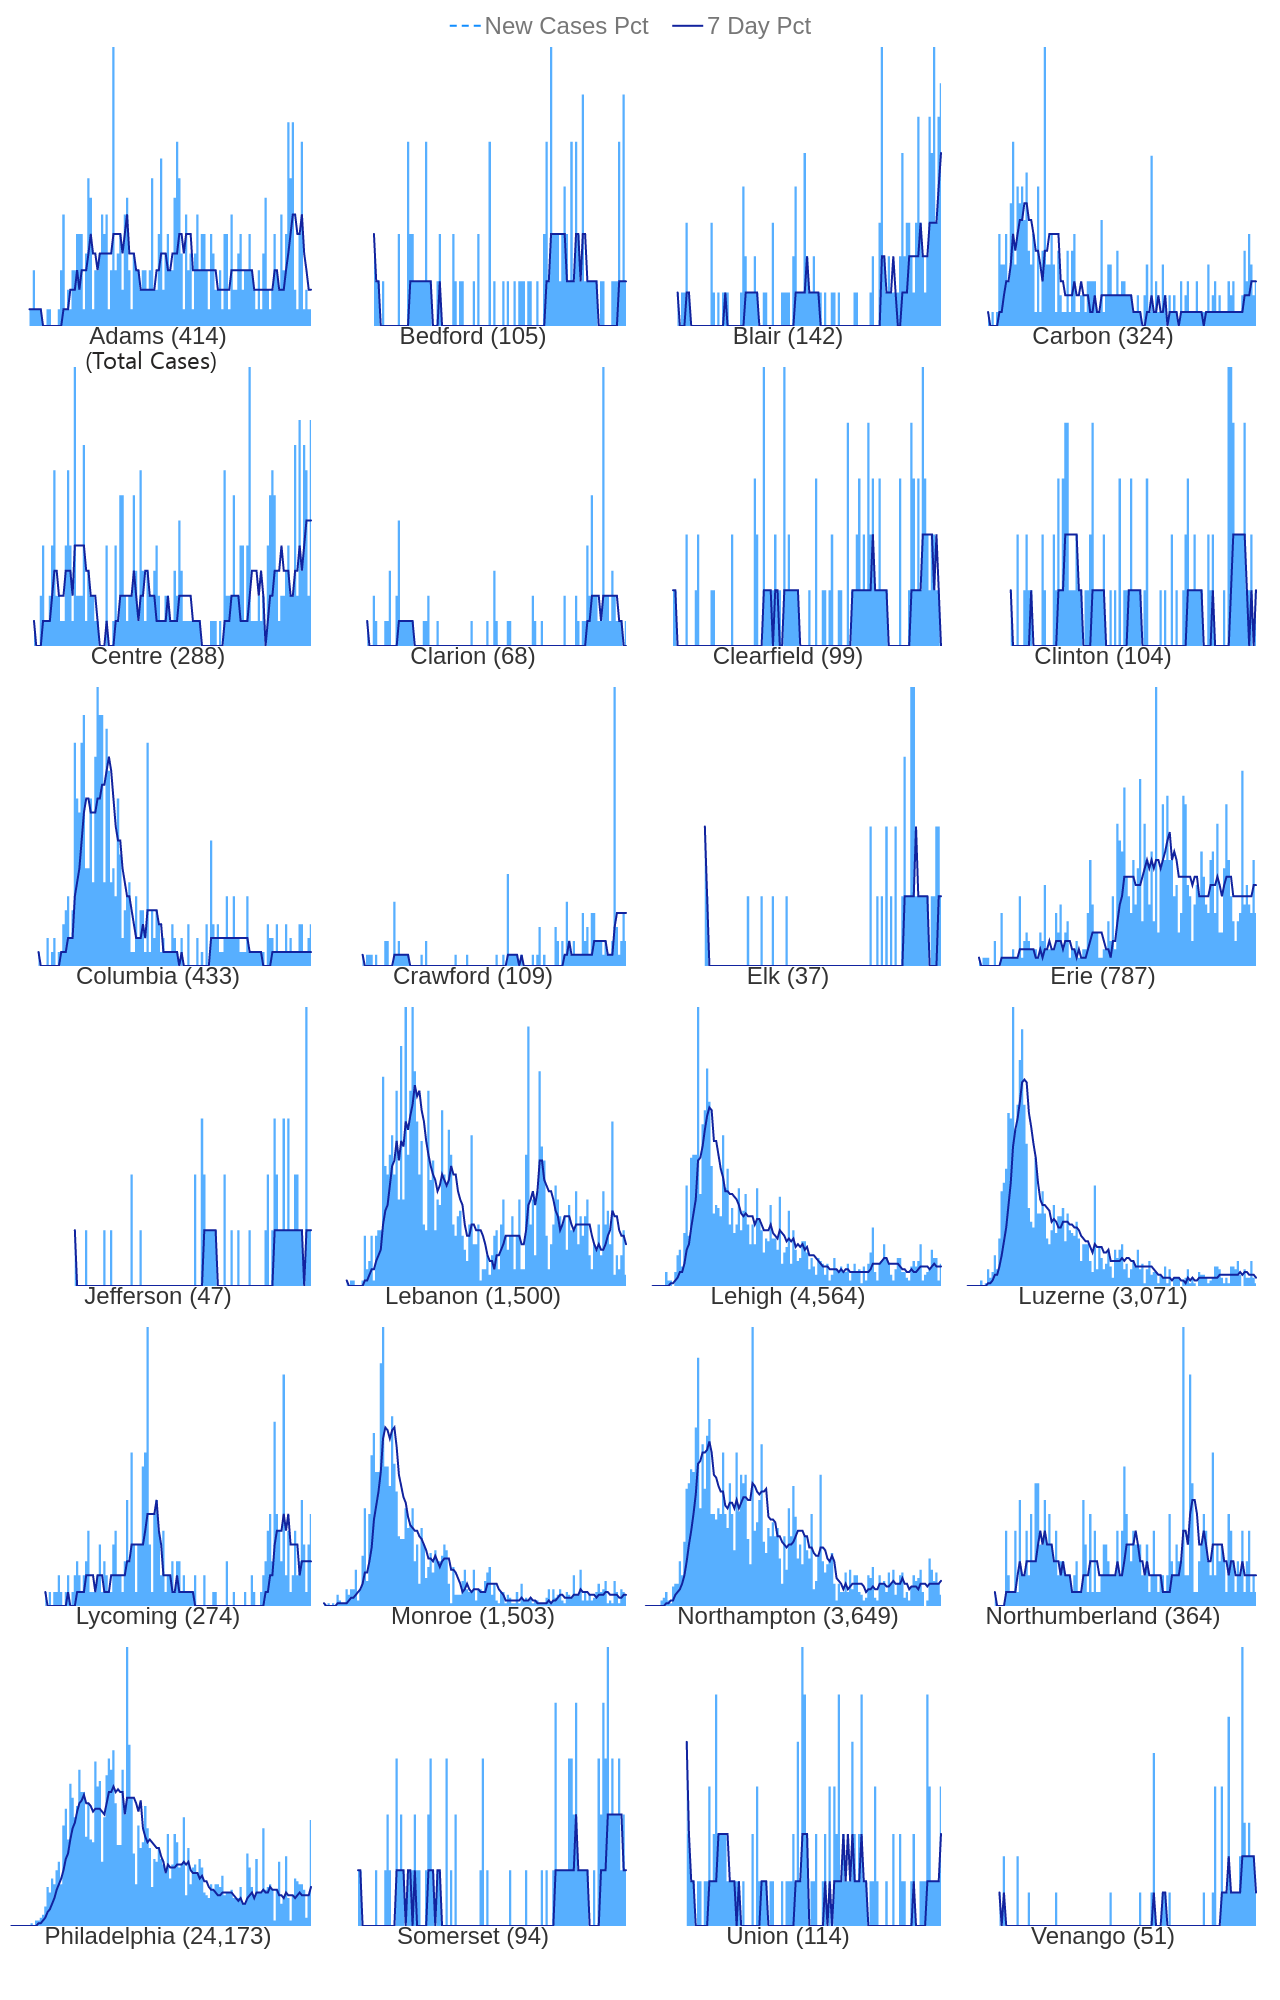 New Cases Pct 7 Day Pct
Adams (414) Bedford (105) Blair (142) Carbon (324)
(Total Cases)
Centre (288) Clarion (68) Clearfield (99) Clinton (104)
Columbia (433) Crawford (109) Elk (37) Erie (787)
Jefferson (47) Lebanon (1,500) Lehigh (4,564) Luzerne (3,071)
Lycoming (274) Monroe (1,503) Northampton (3,649) Northumberland (364)
Philadelphia (24,173) Somerset (94) Union (114) Venango (51)